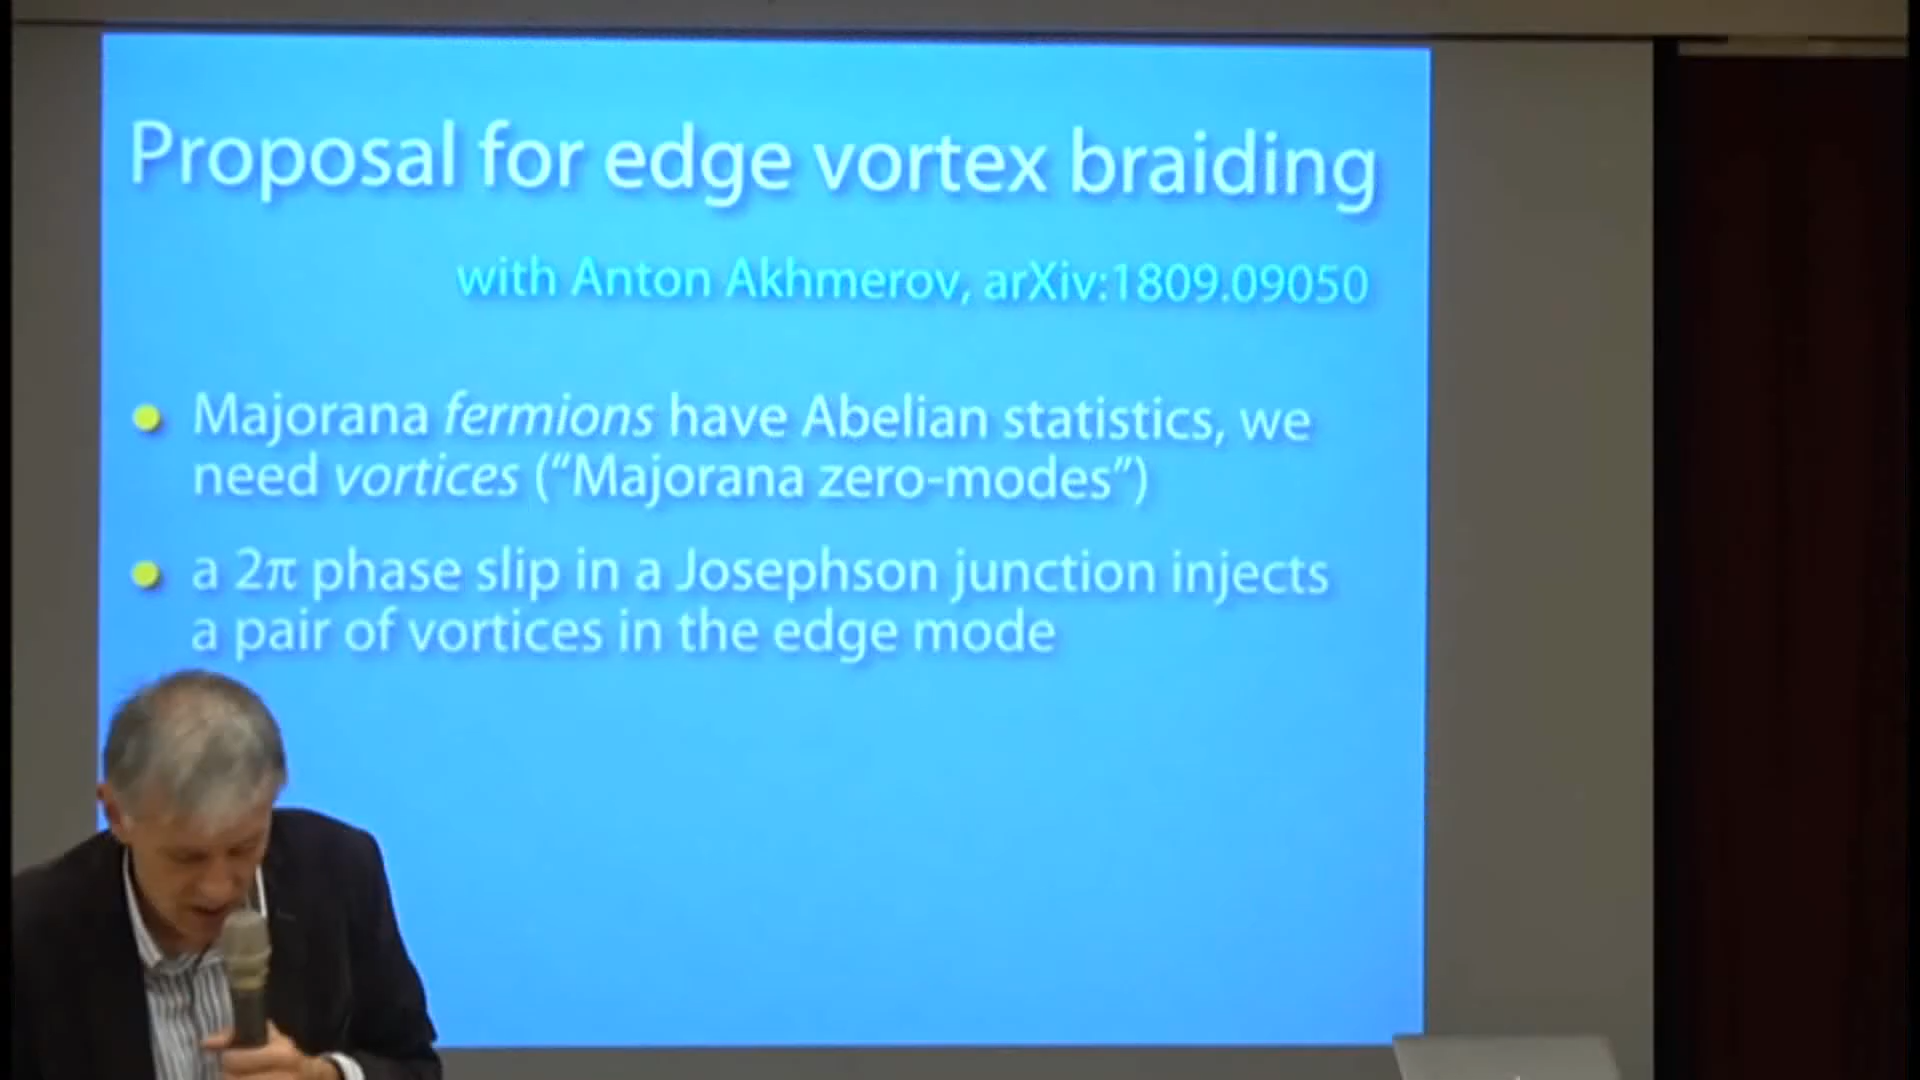 Proposal for edge vortex braiding
with Anton Akhmerov, arXiv:1809.09050
Majorana fermions have Abelian statistics, we
need vortices (“Majorana zero-modes”)
a 2π phase slip in a Josephson junction injects
a pair of vortices in the edge mode